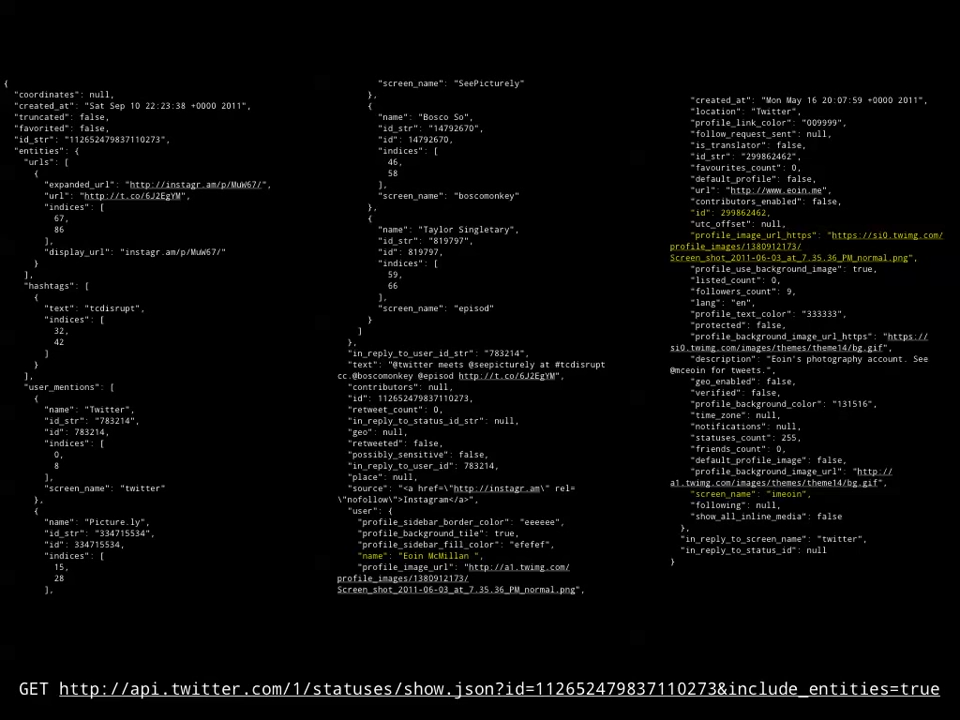 {
"coordinates": null,
"created_at": "Sat Sep 10 22:23:38 +0000 2011",
"truncated": false,
"favorited": false,
"id_str": "112652479837110273",
"entities": {
"urls": [
{
"expanded_url": "http://instagr.am/p/MuW67/",
"url": "http://t.co/6J2EgYM",
"indices": [
67,
86
],
"display_url": "instagr.am/p/MuW67/"
}
],
"hashtags": [
{
"text": "tcdisrupt",
"indices": [
32,
42
]
}
],
"user_mentions": [
{
"name": "Twitter",
"id_str": "783214",
"id": 783214,
"indices": [
0,
8
],
"screen_name": "twitter"
},
{
"name": "Picture.ly",
"id_str": "334715534",
"id": 334715534,
"indices": [
15,
28
],
"screen_name": "SeePicturely"
},
{
"name": "Bosco So",
"id_str": "14792670",
"id": 14792670,
"indices": [
46,
58
],
"screen_name": "boscomonkey"
},
{
"name": "Taylor Singletary",
"id_str": "819797",
"id": 819797,
"indices": [
59,
66
],
"screen_name": "episod"
}
]
},
"in_reply_to_user_id_str": "783214",
"text": "@twitter meets @seepicturely at #tcdisrupt
cc.@boscomonkey @episod http://t.co/6J2EgYM",
"contributors": null,
"id": 112652479837110273,
"retweet_count": 0,
"in_reply_to_status_id_str": null,
"geo": null,
"retweeted": false,
"possibly_sensitive": false,
"in_reply_to_user_id": 783214,
"place": null,
"source": "<a href=\"http://instagr.am\" rel=
\"nofollow\">Instagram</a>",
"user": {
"profile_sidebar_border_color": "eeeeee",
"profile_background_tile": true,
"profile_sidebar_fill_color": "efefef",
"name": "Eoin McMillan ",
"profile_image_url": "http://a1.twimg.com/
profile_images/1380912173/
Screen_shot_2011-06-03_at_7.35.36_PM_normal.png",
"created_at": "Mon May 16 20:07:59 +0000 2011",
"location": "Twitter",
"profile_link_color": "009999",
"follow_request_sent": null,
"is_translator": false,
"id_str": "299862462",
"favourites_count": 0,
"default_profile": false,
"url": "http://www.eoin.me",
"contributors_enabled": false,
"id": 299862462,
"utc_offset": null,
"profile_image_url_https": "https://si0.twimg.com/
profile_images/1380912173/
Screen_shot_2011-06-03_at_7.35.36_PM_normal.png",
"profile_use_background_image": true,
"listed_count": 0,
"followers_count": 9,
"lang": "en",
"profile_text_color": "333333",
"protected": false,
"profile_background_image_url_https": "https://
si0.twimg.com/images/themes/theme14/bg.gif",
"description": "Eoin's photography account. See
@mceoin for tweets.",
"geo_enabled": false,
"verified": false,
"profile_background_color": "131516",
"time_zone": null,
"notifications": null,
"statuses_count": 255,
"friends_count": 0,
"default_profile_image": false,
"profile_background_image_url": "http://
a1.twimg.com/images/themes/theme14/bg.gif",
"screen_name": "imeoin",
"following": null,
"show_all_inline_media": false
},
"in_reply_to_screen_name": "twitter",
"in_reply_to_status_id": null
}
GET http://api.twitter.com/1/statuses/show.json?id=112652479837110273&include_entities=true